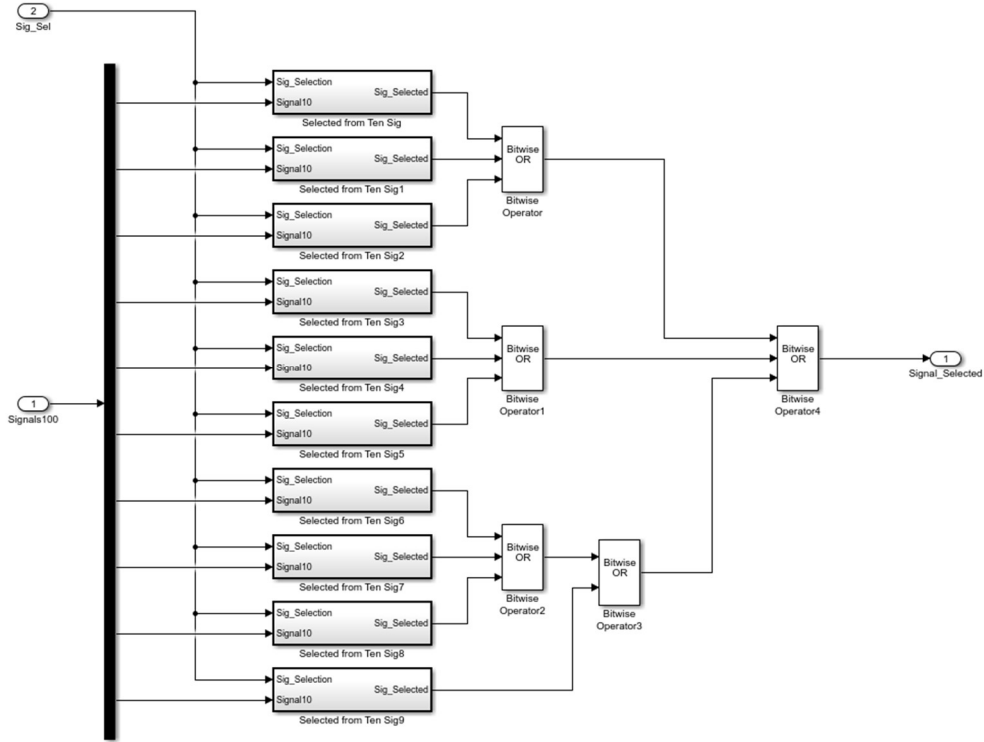 2
Sig_Sel
Sig_Selection
Signal10
Sig_Selected
Selected from Ten Sig
Sig_Selection
Signal10
Sig_Selected
Selected from Ten Sig1
Sig_Selection
Signal10
Sig_Selected
Selected from Ten Sig2
Bitwise
OR
Bitwise
Operator
Sig_Selection
Signal10
Sig_Selected
Selected from Ten Sig3
Sig_Selection
Signal10
Sig_Selected
Selected from Ten Sig4
Sig_Selection
Signal10
Sig_Selected
Selected from Ten Sig5
Bitwise
OR
Bitwise
Operator1
Bitwise
OR
Bitwise
Operator4
1
Signal_Selected
1
Signals100
Sig_Selection
Signal10
Sig_Selected
Selected from Ten Sig6
Sig_Selection
Signal10
Sig_Selected
Selected from Ten Sig7
Sig_Selection
Signal10
Sig_Selected
Selected from Ten Sig8
Bitwise
OR
Bitwise
Operator2
Bitwise
OR
Bitwise
Operator3
Sig_Selection
Signal10
Sig_Selected
Selected from Ten Sig9